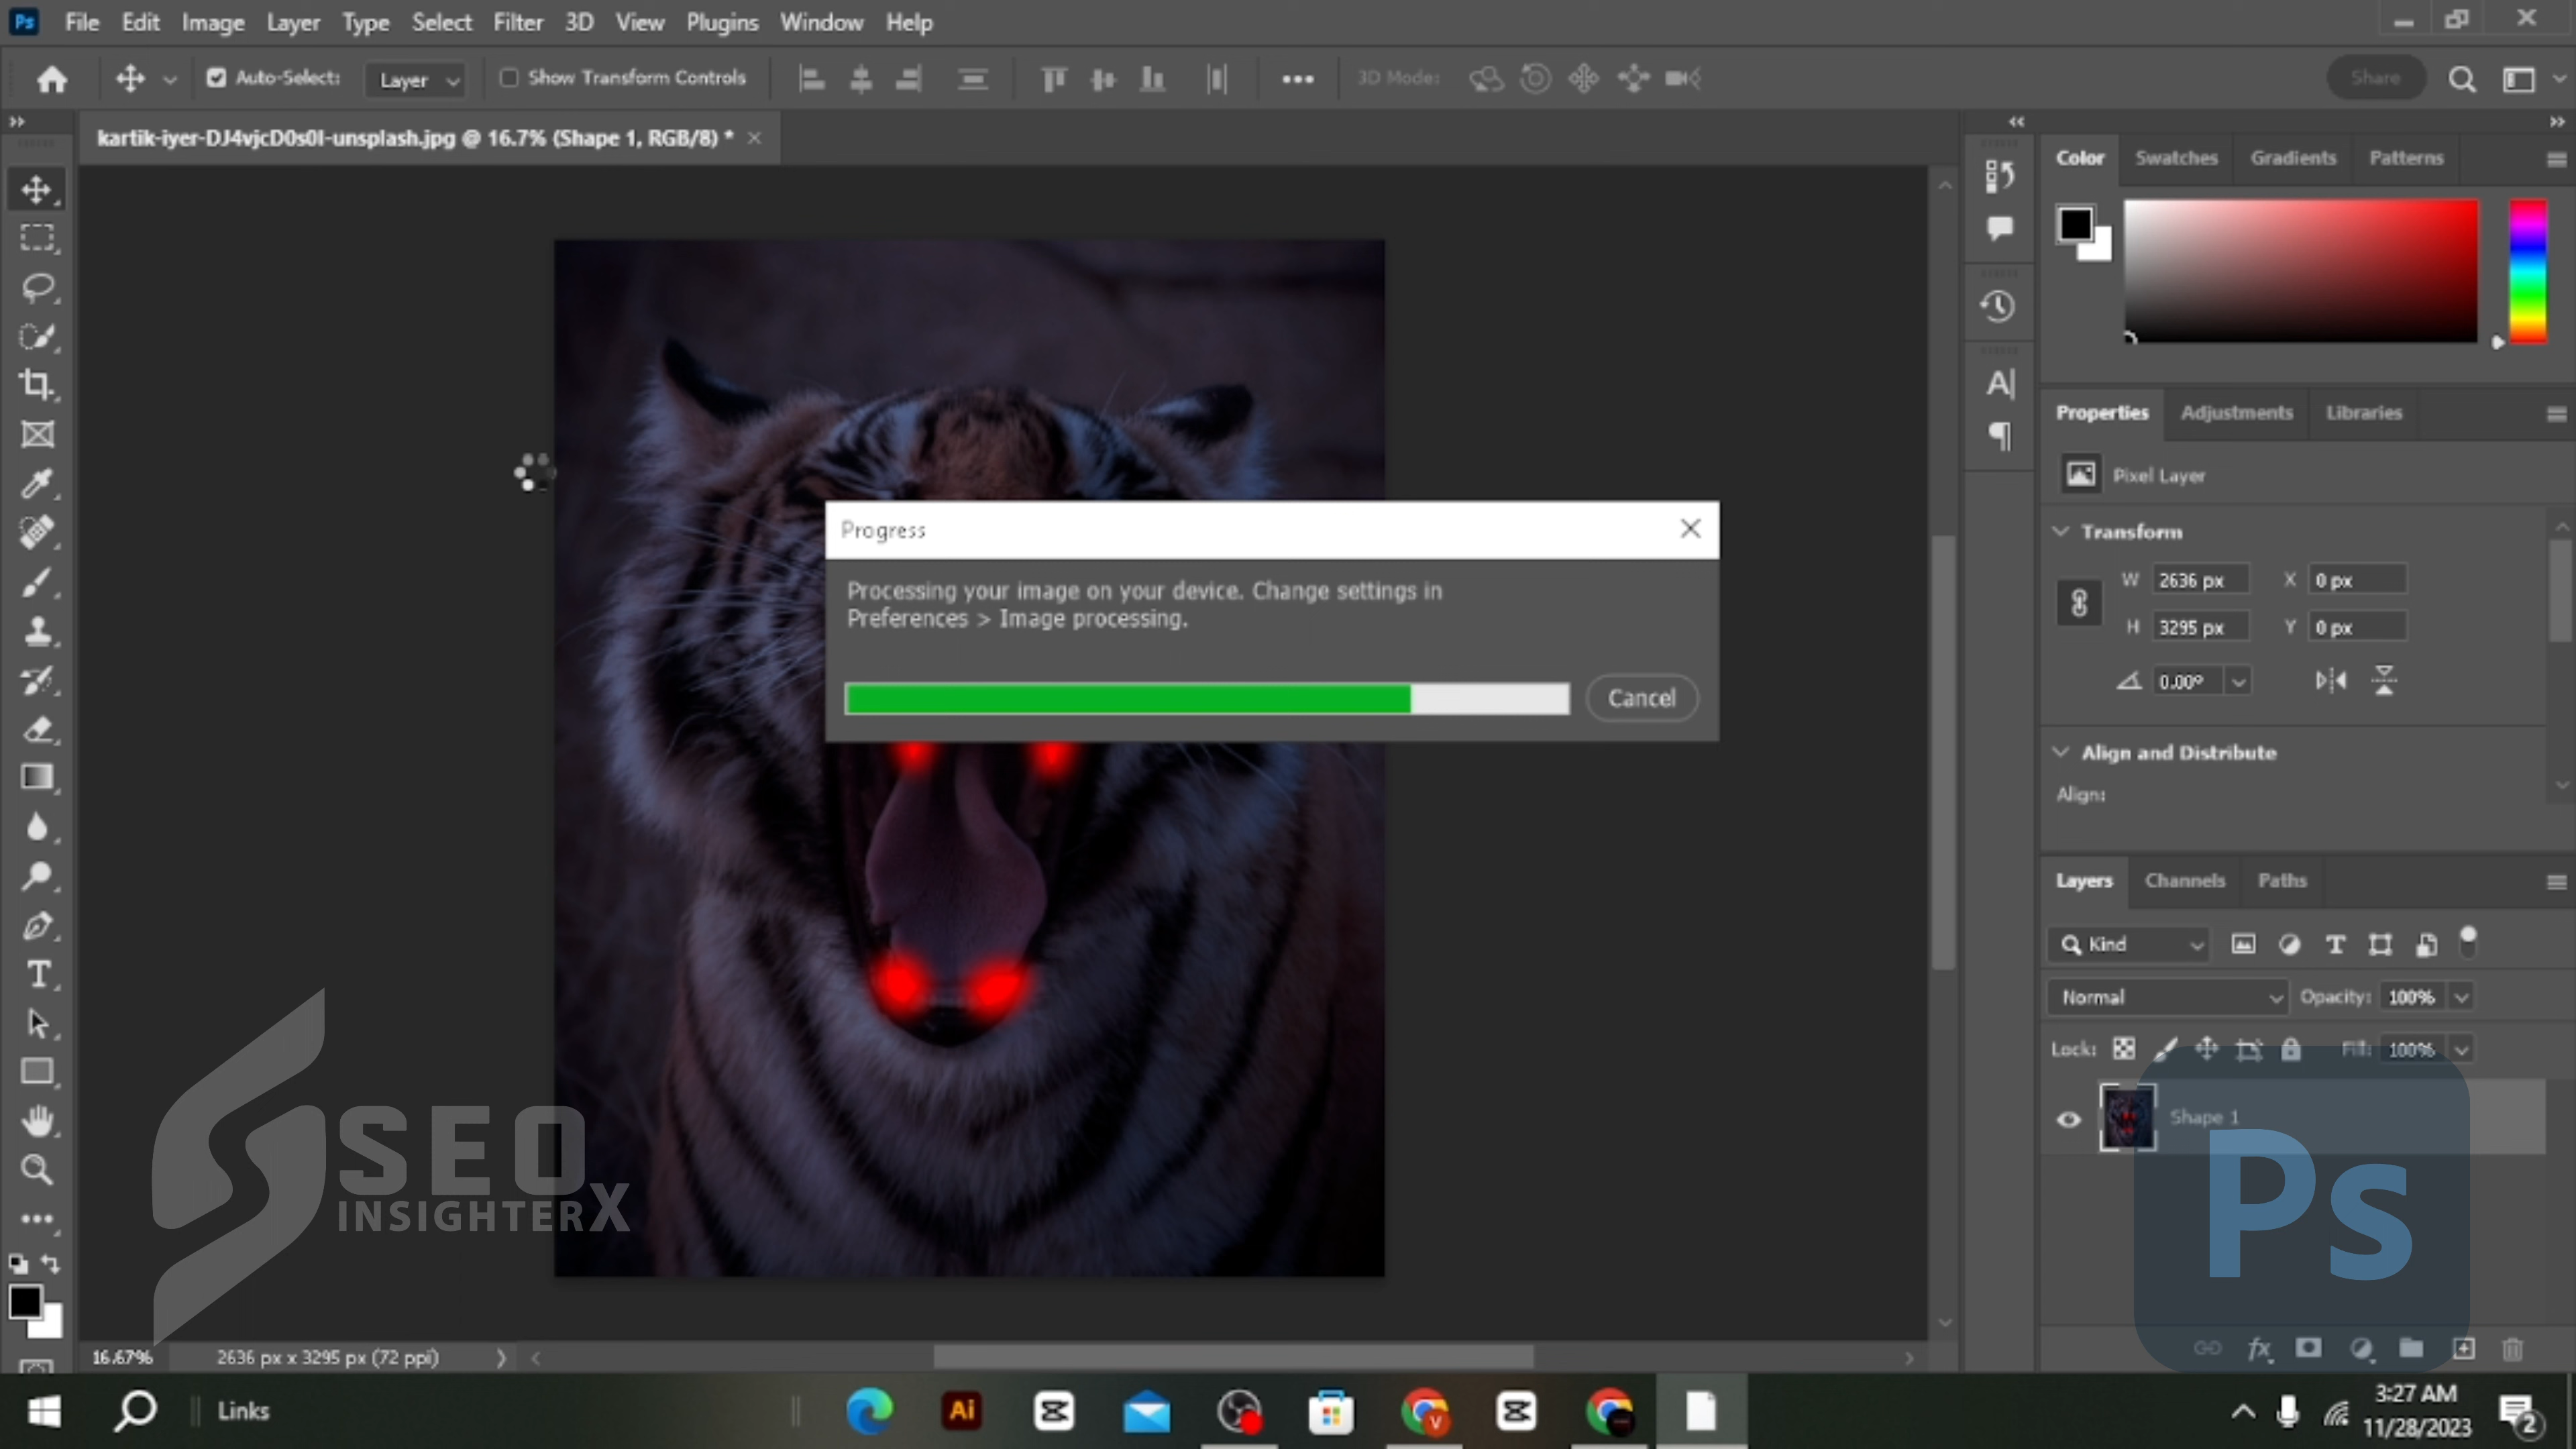 Ps File Edit Image Layer Type Select Filter 3D View Plugins Window Help
Auto-Select: Layer Show Transform Controls 3D Mode: Share
kartik-iyer-DJ4vjcD0s0I-unsplash.jpg @ 16.7% (Shape 1, RGB/8) *
Color Swatches Gradients Patterns
Properties Adjustments Libraries
Pixel Layer
Transform
W 2636 px X 0 px
H 3295 px Y 0 px
0.00°
Align and Distribute
Align:
Progress
Processing your image on your device. Change settings in
Preferences > Image processing.
Cancel
Layers Channels Paths
Kind
Normal Opacity: 100%
Lock: Fill: 100%
Shape 1
Ps
SEO
INSIGHTERX
16.67% 2636 px x 3295 px (72 ppi)
Links
Ai
V
3:27 AM
11/28/2023
2